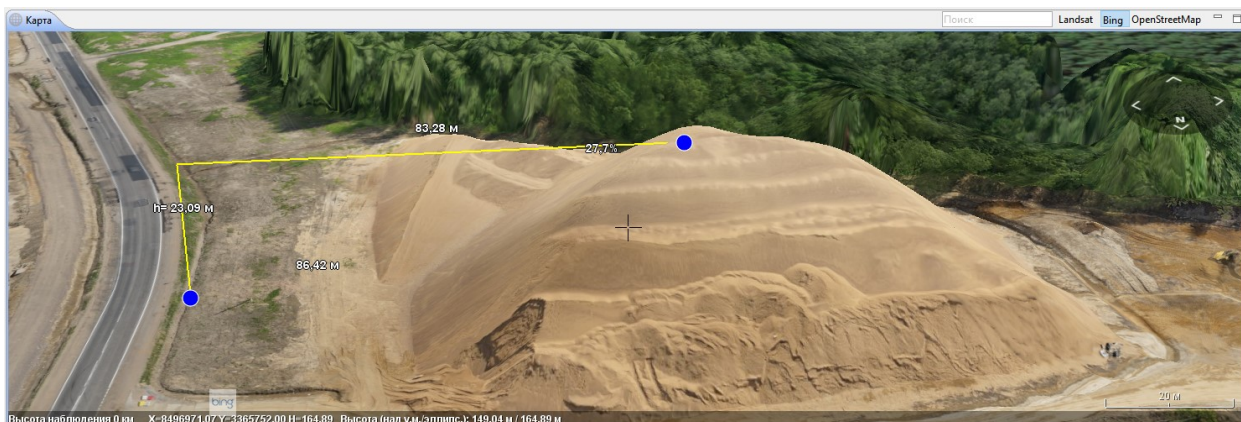 Карта
Поиск
Landsat Bing OpenStreetMap
83,28 м
27,7%
h= 23,09 м
86,42 м
N
bing
20 м
Высота наблюдения 0 км X=8496971.07 Y=3365752.00 H=164.89 Высота (над у.м./эллипс.): 149.04 м / 164.89 м